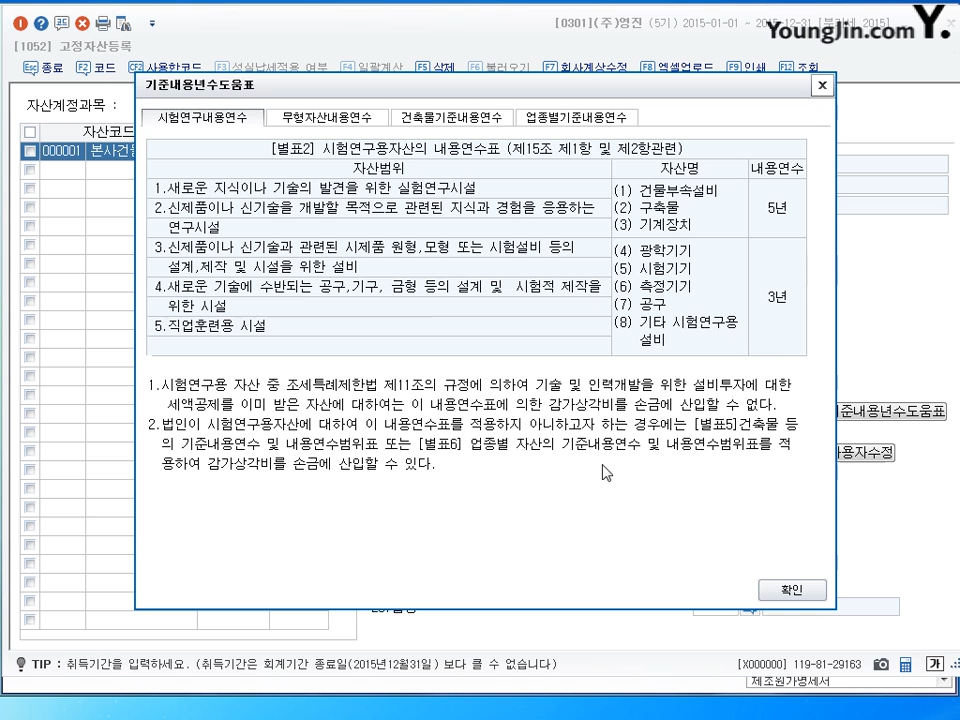 [0301](주)영진 (5기) 2015-01-01 ~ 2015-12-31 [부가세 2015]
YoungJin.com Y.
[1052] 고정자산등록
Esc 종료 F2 코드 CF2 사용한코드 F3 성실납세적용 여부 F4 일괄계산 F5 삭제 F6 불러오기 F7 회사계상수정 F8 엑셀업로드 F9 인쇄 F12 조회
기준내용년수도움표
자산계정과목 :
시험연구내용연수 무형자산내용연수 건축물기준내용연수 업종별기준내용연수
자산코드
000001 본사건물
[별표2] 시험연구용자산의 내용연수표 (제15조 제1항 및 제2항관련)
자산범위 자산명 내용연수
1.새로운 지식이나 기술의 발견을 위한 실험연구시설
2.신제품이나 신기술을 개발할 목적으로 관련된 지식과 경험을 응용하는
연구시설
(1) 건물부속설비
(2) 구축물
(3) 기계장치
5년
3.신제품이나 신기술과 관련된 시제품 원형,모형 또는 시험설비 등의
설계,제작 및 시설을 위한 설비
4.새로운 기술에 수반되는 공구,기구, 금형 등의 설계 및 시험적 제작을
위한 시설
5.직업훈련용 시설
(4) 광학기기
(5) 시험기기
(6) 측정기기
(7) 공구
(8) 기타 시험연구용
설비
3년
1.시험연구용 자산 중 조세특례제한법 제11조의 규정에 의하여 기술 및 인력개발을 위한 설비투자에 대한
세액공제를 이미 받은 자산에 대하여는 이 내용연수표에 의한 감가상각비를 손금에 산입할 수 없다.
2.법인이 시험연구용자산에 대하여 이 내용연수표를 적용하지 아니하고자 하는 경우에는 [별표5]건축물 등
의 기준내용연수 및 내용연수범위표 또는 [별표6] 업종별 자산의 기준내용연수 및 내용연수범위표를 적
용하여 감가상각비를 손금에 산입할 수 있다.
기준내용년수도움표
사용자수정
확인
TIP : 취득기간을 입력하세요. (취득기간은 회계기간 종료일(2015년12월31일) 보다 클 수 없습니다)
[X000000] 119-81-29163 가
제조원가명세서